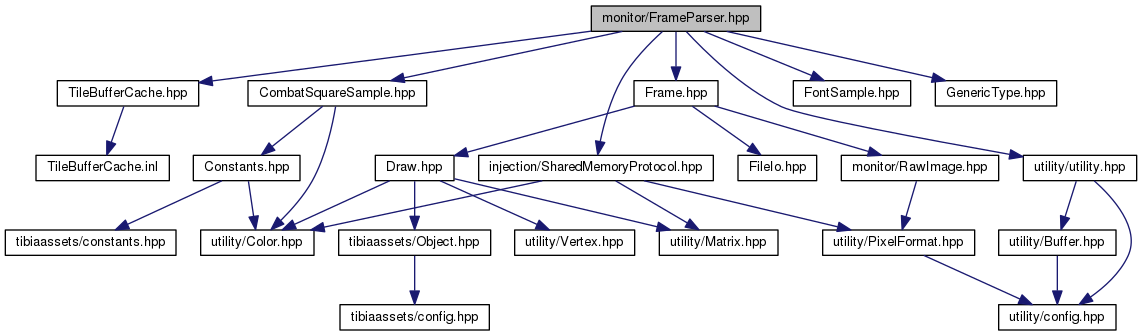 monitor/FrameParser.hpp
TileBufferCache.hpp
CombatSquareSample.hpp
Frame.hpp
FontSample.hpp
GenericType.hpp
TileBufferCache.inl
Constants.hpp
Draw.hpp
injection/SharedMemoryProtocol.hpp
FileIo.hpp
monitor/RawImage.hpp
utility/utility.hpp
tibiaassets/constants.hpp
utility/Color.hpp
tibiaassets/Object.hpp
utility/Vertex.hpp
utility/Matrix.hpp
utility/PixelFormat.hpp
utility/Buffer.hpp
tibiaassets/config.hpp
utility/config.hpp